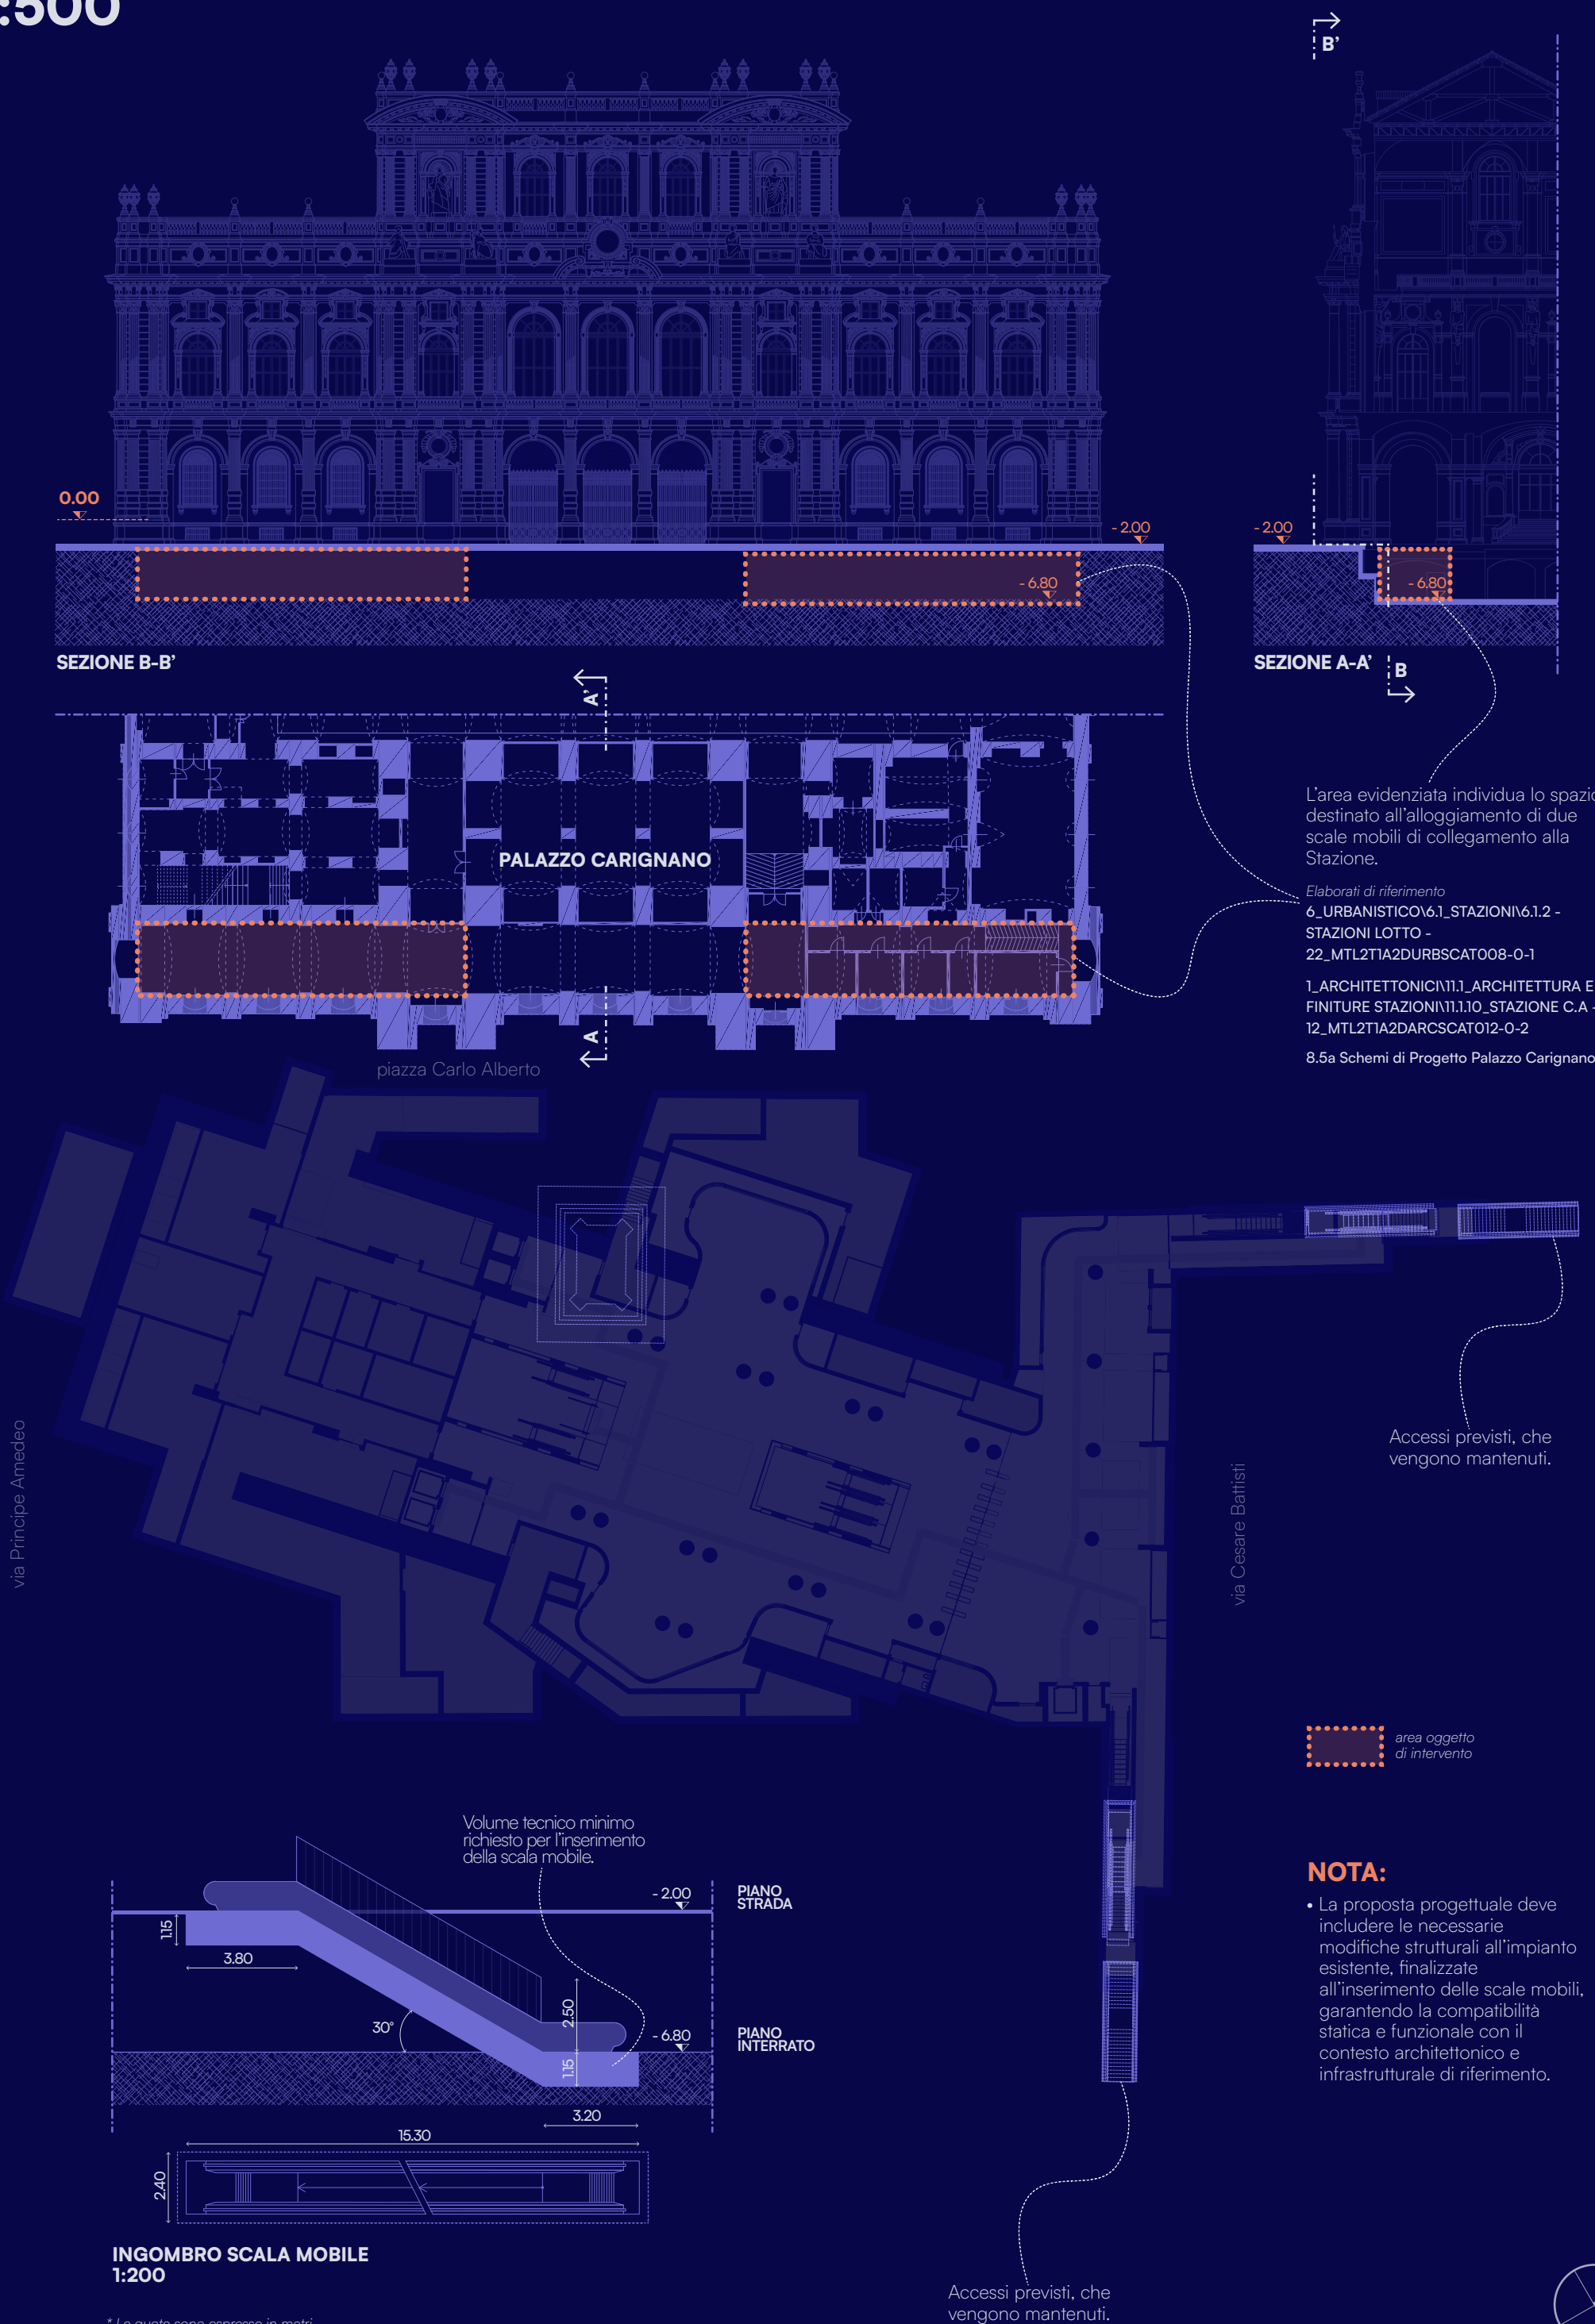 :500
B’
0.00
- 2.00
- 2.00
- 6.80
- 6.80
SEZIONE B-B’
SEZIONE A-A’
B
A’
PALAZZO CARIGNANO
A
piazza Carlo Alberto
L’area evidenziata individua lo spazio
destinato all’alloggiamento di due
scale mobili di collegamento alla
Stazione.
Elaborati di riferimento
6_URBANISTICO\6.1_STAZIONI\6.1.2 -
STAZIONI LOTTO -
22_MTL2T1A2DURBSCAT008-0-1
1_ARCHITETTONICI\11.1_ARCHITETTURA E
FINITURE STAZIONI\11.1.10_STAZIONE C.A -
12_MTL2T1A2DARCSCAT012-0-2
8.5a Schemi di Progetto Palazzo Carignano
via Principe Amedeo
via Cesare Battisti
Accessi previsti, che
vengono mantenuti.
area oggetto
di intervento
Volume tecnico minimo
richiesto per l’inserimento
della scala mobile.
- 2.00
PIANO
STRADA
1.15
3.80
30°
2.50
- 6.80
PIANO
INTERRATO
1.15
3.20
15.30
2.40
INGOMBRO SCALA MOBILE
1:200
* Le quote sono espresse in metri
NOTA:
• La proposta progettuale deve
includere le necessarie
modifiche strutturali all’impianto
esistente, finalizzate
all’inserimento delle scale mobili,
garantendo la compatibilità
statica e funzionale con il
contesto architettonico e
infrastrutturale di riferimento.
Accessi previsti, che
vengono mantenuti.